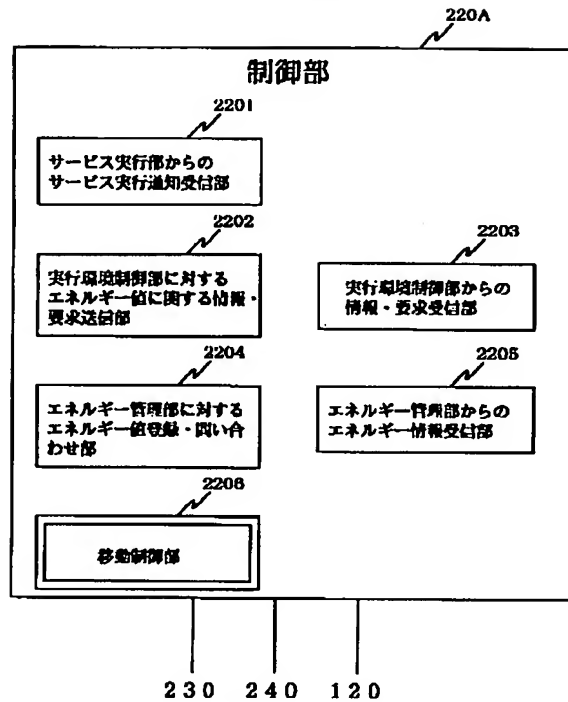 220A
制御部
2201
サービス実行部からの
サービス実行通知受信部
2202
実行環境制御部に対する
エネルギー値に関する情報・
要求送信部
2203
実行環境制御部からの
情報・要求受信部
2204
エネルギー管理部に対する
エネルギー値登録・問い合
わせ部
2205
エネルギー管理部からの
エネルギー情報受信部
2206
移動制御部
230 240 120